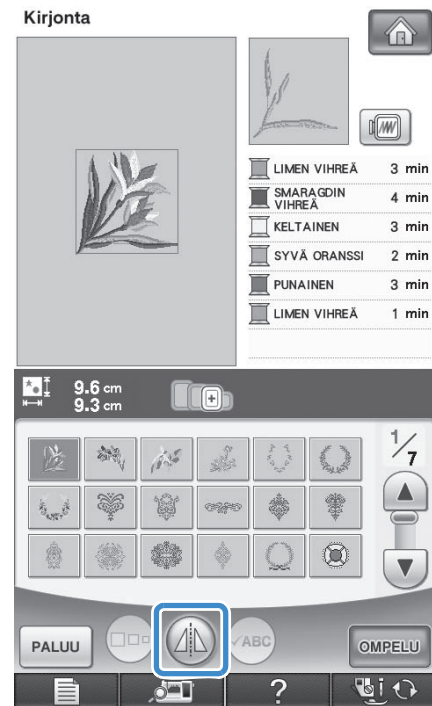 Kirjonta
LIMEN VIHREÄ 3 min
SMARAGDIN
VIHREÄ 4 min
KELTAINEN 3 min
SYVÄ ORANSSI 2 min
PUNAINEN 3 min
LIMEN VIHREÄ 1 min
9.6 cm
9.3 cm
1/7
PALUU
ABC
OMPELU
?